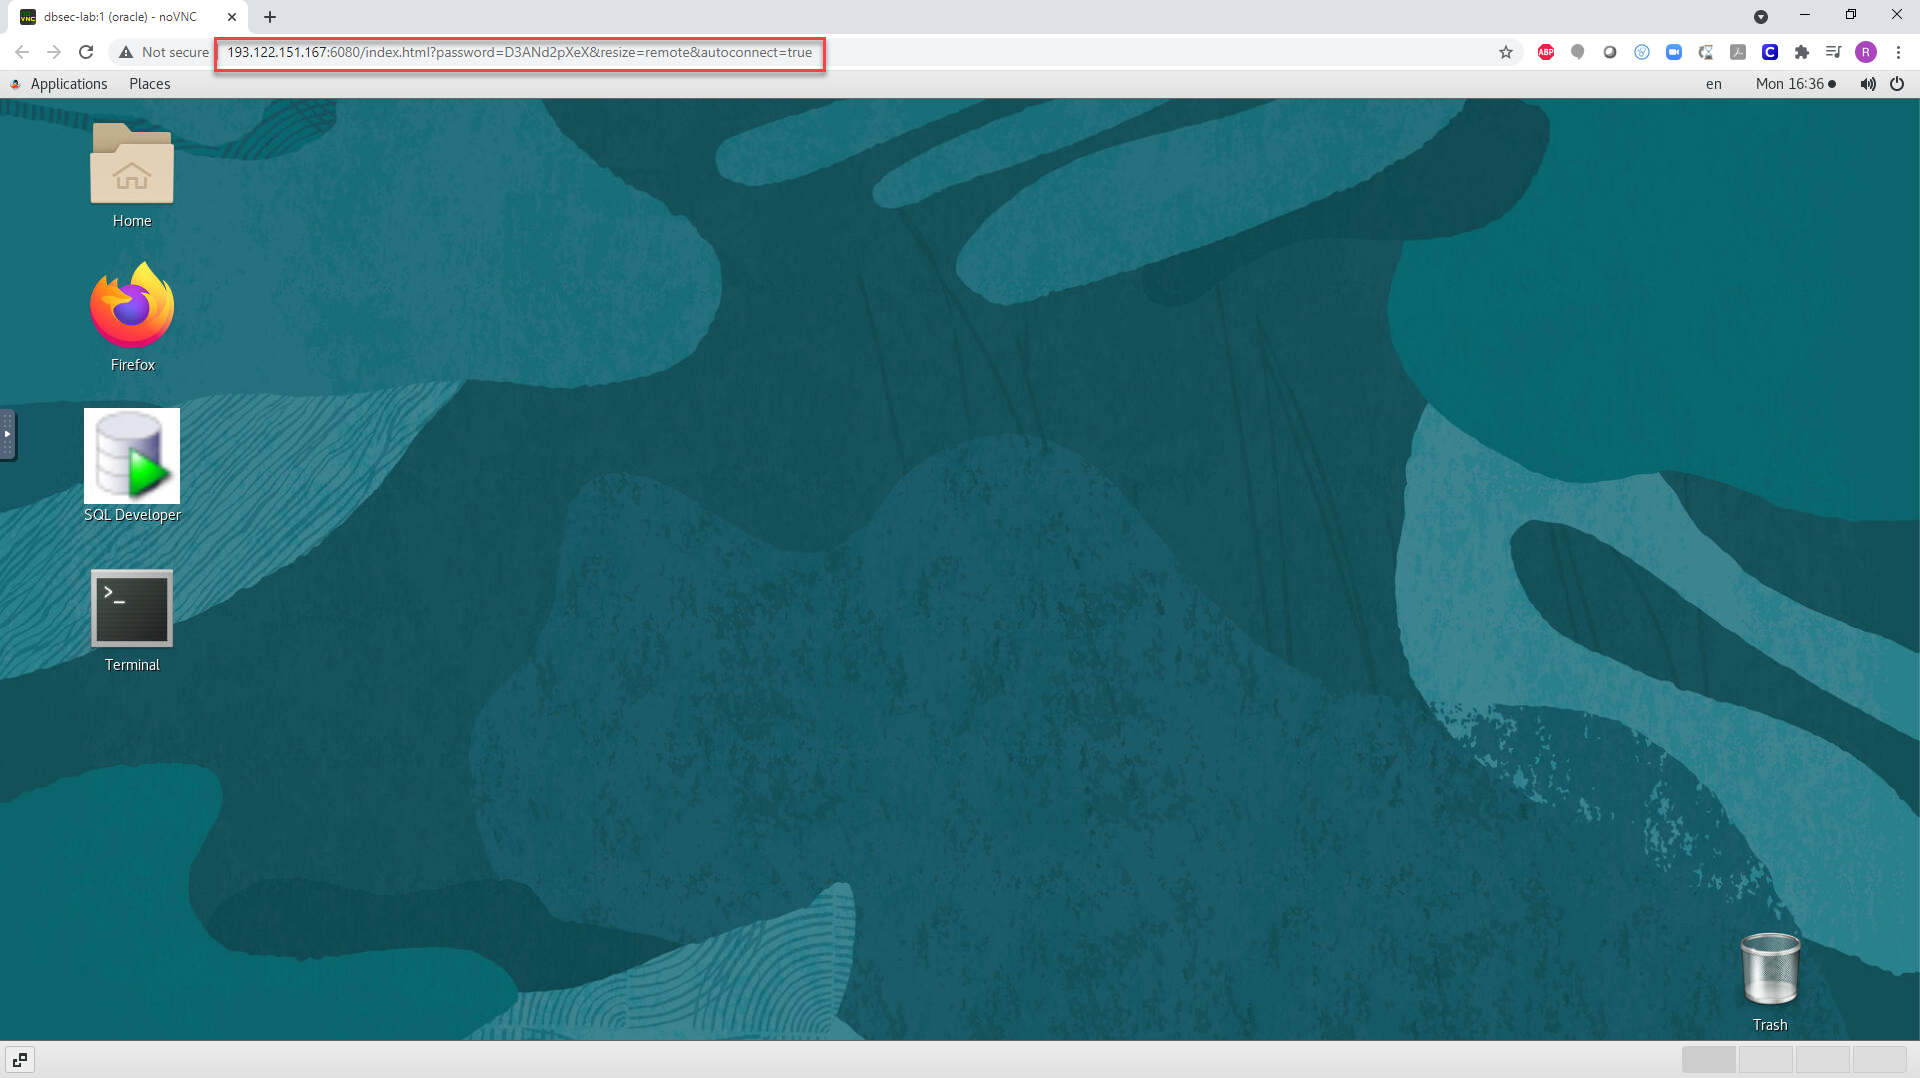 dbsec-lab:1 (oracle) - noVNC
Not secure 193.122.151.167:6080/index.html?password=D3ANd2pXeX&resize=remote&autoconnect=true
ABP
C
R
Applications Places en Mon 16:36
Home
Firefox
SQL Developer
>_
Terminal
Trash